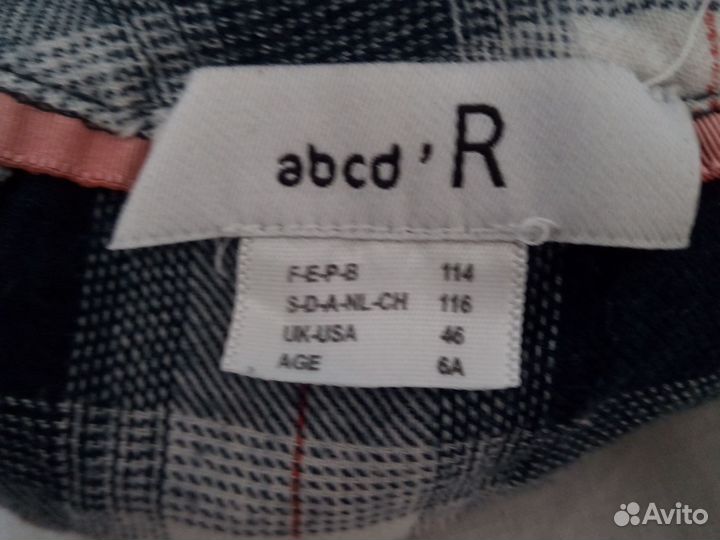 abcd'R
F-E-P-B 114
S-D-A-NL-CH 116
UK-USA 46
AGE 6A
Avito